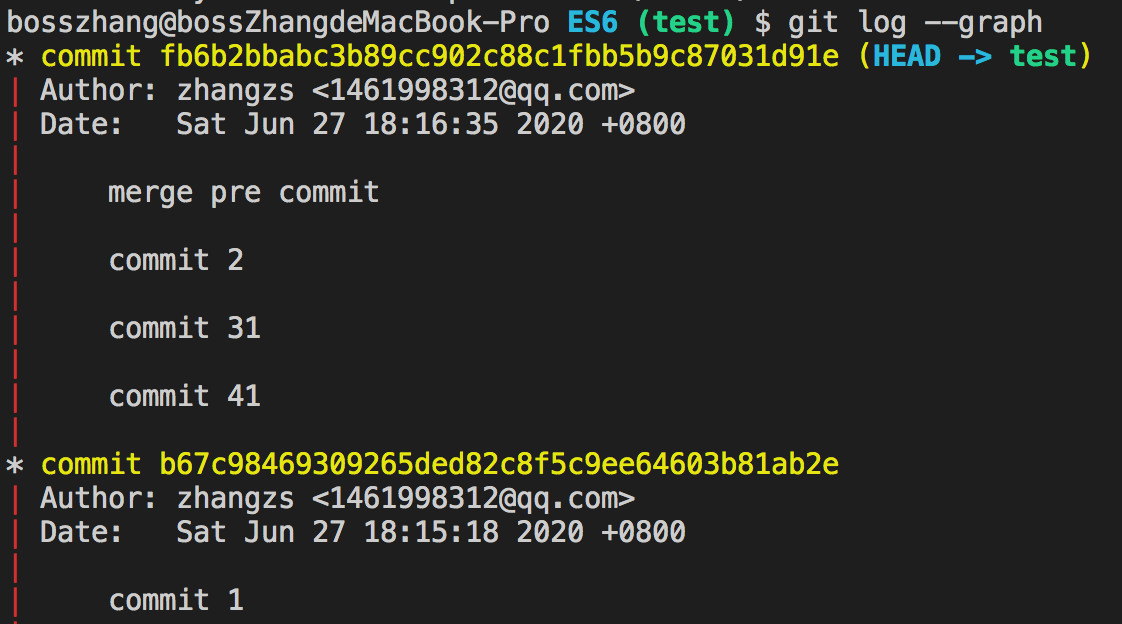 bosszhang@bossZhangdeMacBook-Pro ES6 (test) $ git log --graph
* commit fb6b2bbabc3b89cc902c88c1fbb5b9c87031d91e (HEAD -> test)
| Author: zhangzs <1461998312@qq.com>
| Date:   Sat Jun 27 18:16:35 2020 +0800
|
|     merge pre commit
|
|     commit 2
|
|     commit 31
|
|     commit 41
|
* commit b67c98469309265ded82c8f5c9ee64603b81ab2e
| Author: zhangzs <1461998312@qq.com>
| Date:   Sat Jun 27 18:15:18 2020 +0800
|
|     commit 1